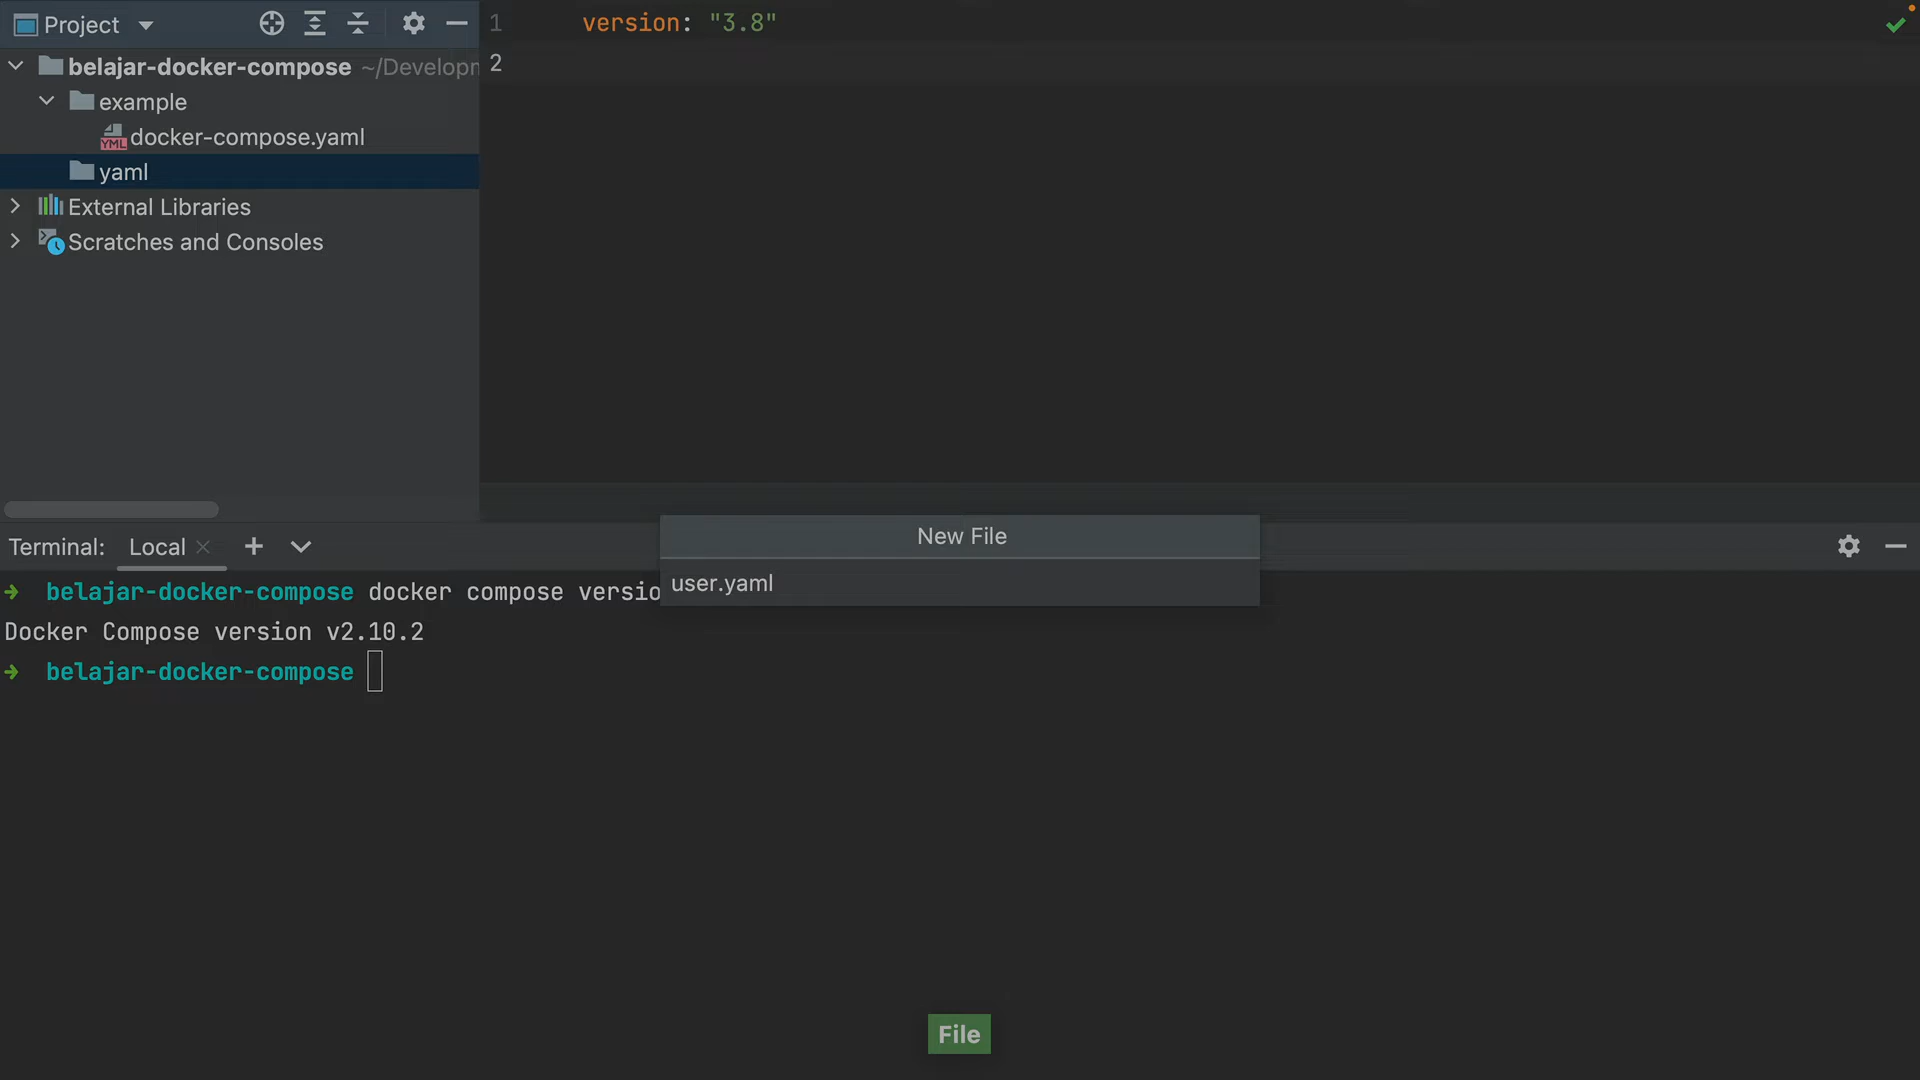 Project
belajar-docker-compose ~/Developm
example
YML docker-compose.yaml
yaml
External Libraries
Scratches and Consoles
1 version: "3.8"
2
Terminal: Local
New File
user.yaml
→ belajar-docker-compose docker compose versio
Docker Compose version v2.10.2
→ belajar-docker-compose
File